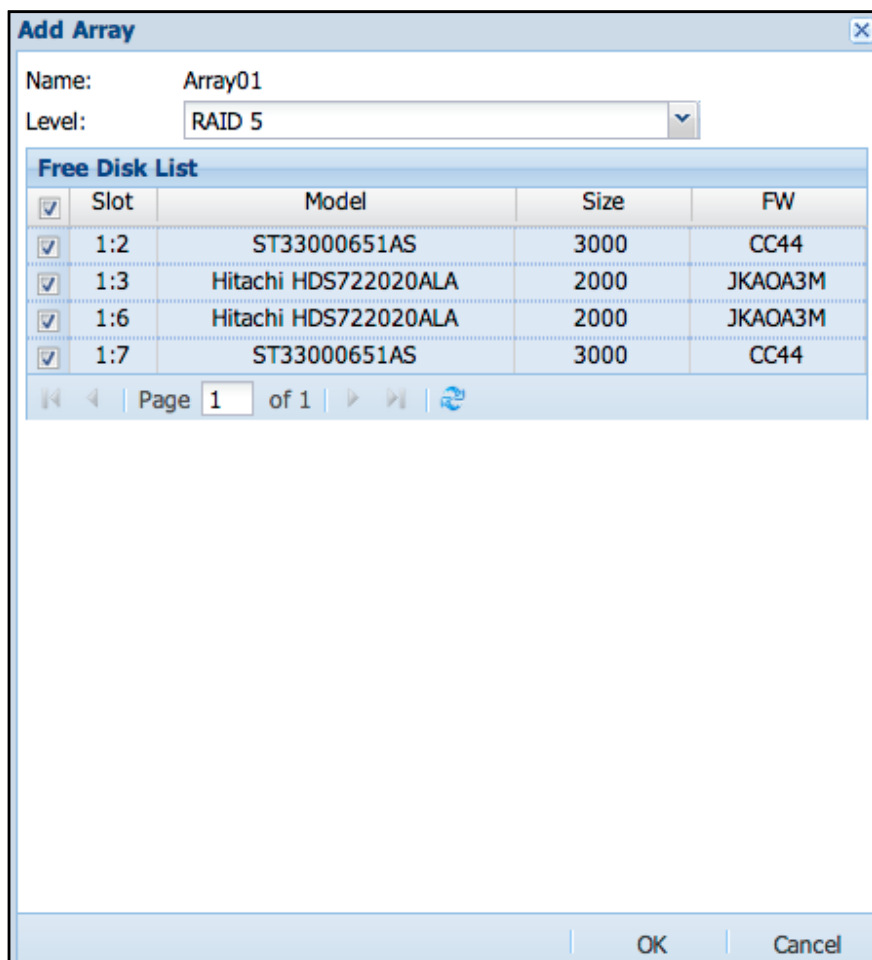 Add Array
Name: Array01
Level: RAID 5
Free Disk List
Slot Model Size FW
1:2 ST33000651AS 3000 CC44
1:3 Hitachi HDS722020ALA 2000 JKAOA3M
1:6 Hitachi HDS722020ALA 2000 JKAOA3M
1:7 ST33000651AS 3000 CC44
Page 1 of 1
OK Cancel